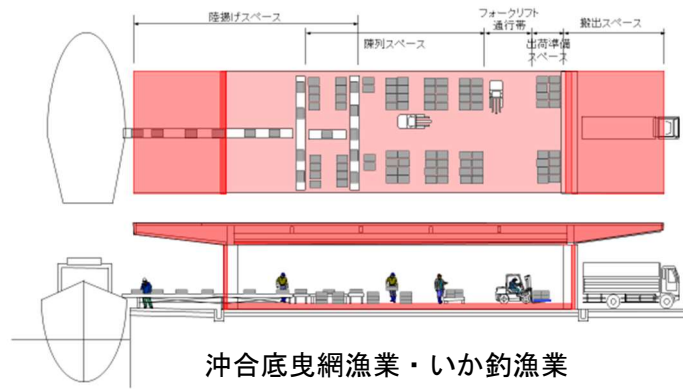 陸揚げスペース
フォークリフト
通行帯
搬出スペース
陳列スペース
出荷準備
スペース
沖合底曳網漁業・いか釣漁業